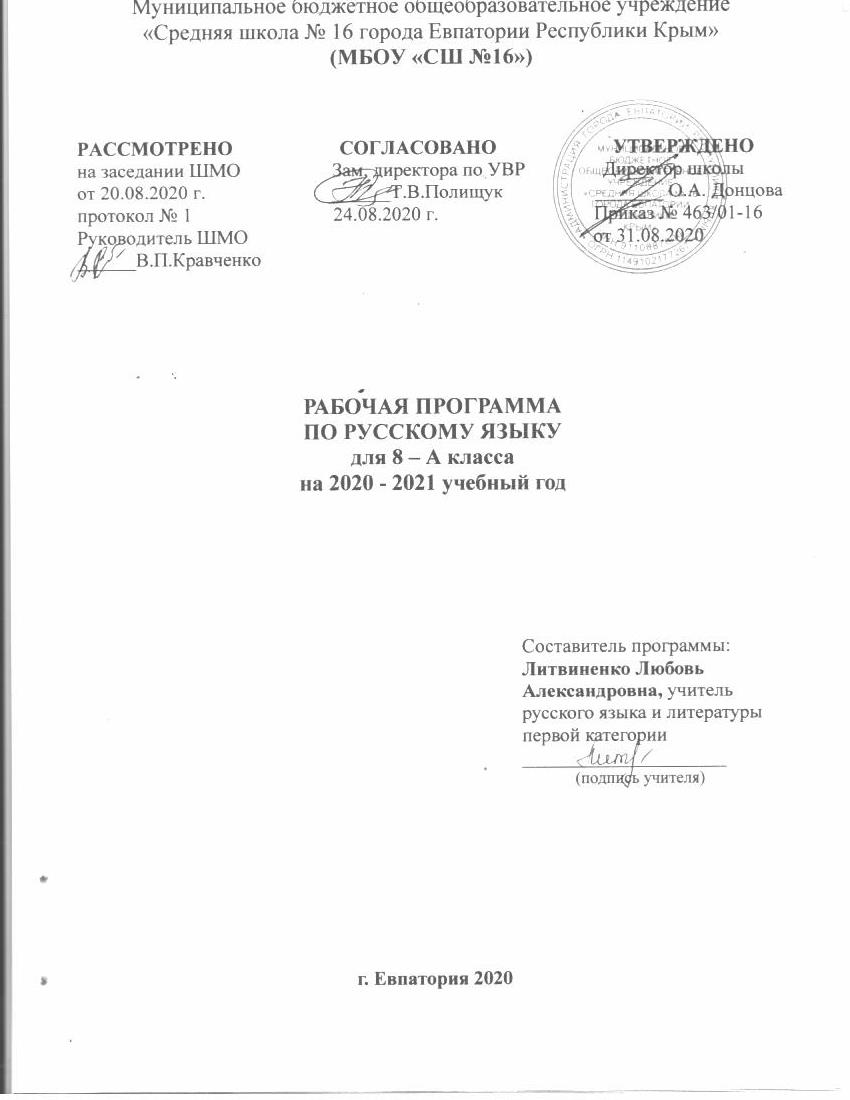 Муниципальное бюджетное общеобразовательное учреждение
«Средняя школа № 16 города Евпатории Республики Крым»
(МБОУ «СШ №16»)
РАССМОТРЕНО
на заседании ШМО
от 20.08.2020 г.
протокол № 1
Руководитель ШМО
______В.П.Кравченко
СОГЛАСОВАНО
Зам. директора по УВР
______Т.В.Полищук
24.08.2020 г.
УТВЕРЖДЕНО
Директор школы
______ О.А. Донцова
Приказ № 463/01-16
от 31.08.2020
РАБОЧАЯ ПРОГРАММА
ПО РУССКОМУ ЯЗЫКУ
для 8 – А класса
на 2020 - 2021 учебный год
Составитель программы:
Литвиненко Любовь
Александровна, учитель
русского языка и литературы
первой категории
(подпись учителя)
г. Евпатория 2020